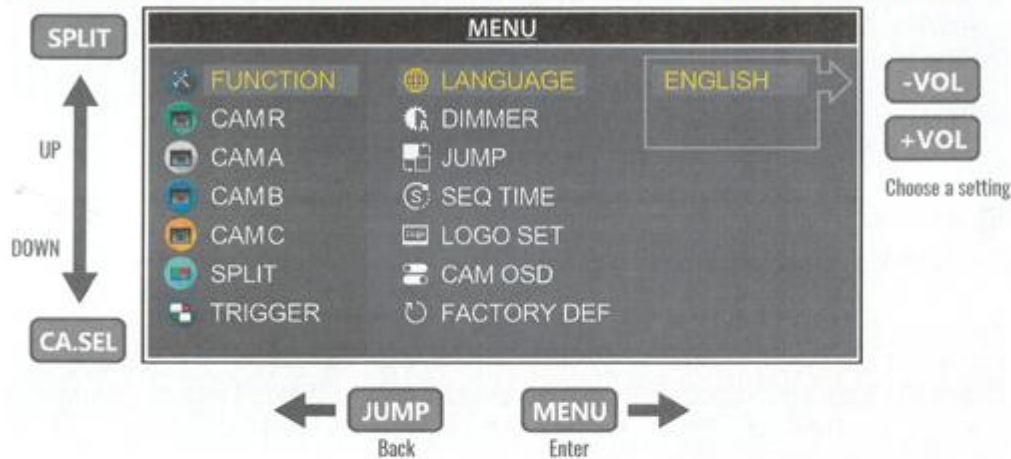 MENU
SPLIT
UP
DOWN
CA.SEL
FUNCTION
CAM R
CAM A
CAM B
CAM C
SPLIT
TRIGGER
LANGUAGE
DIMMER
JUMP
SEQ TIME
LOGO SET
CAM OSD
FACTORY DEF
ENGLISH
-VOL
+VOL
Choose a setting
JUMP
Back
MENU
Enter